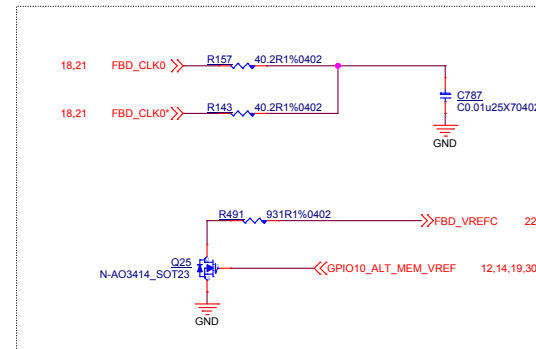 R157 40.2R1%0402
18,21 FBD_CLK0
C787
C0.01u25X70402
R143 40.2R1%0402
18,21 FBD_CLK0*
GND
R491 931R1%0402
FBD_VREFC 22
Q25
GPIO10_ALT_MEM_VREF 12,14,19,30
N-AO3414_SOT23
GND